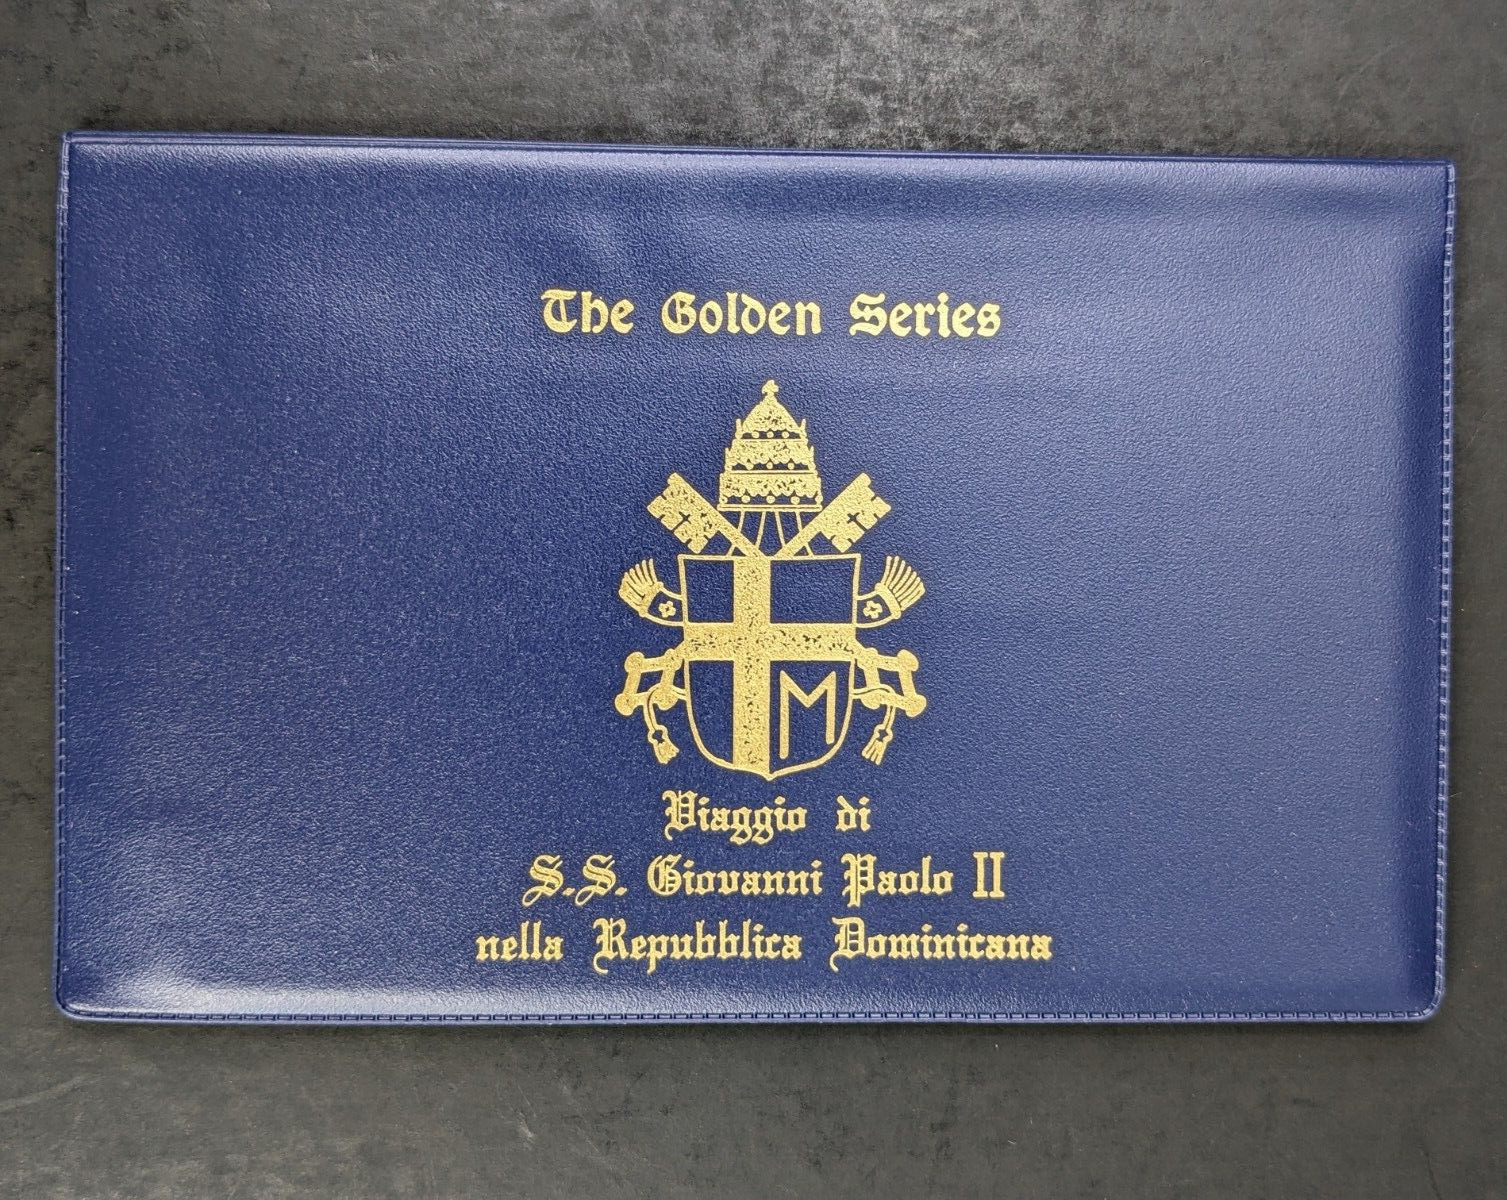 The Golden Series
M
Viaggio di
S.S. Giovanni Paolo II
nella Repubblica Dominicana